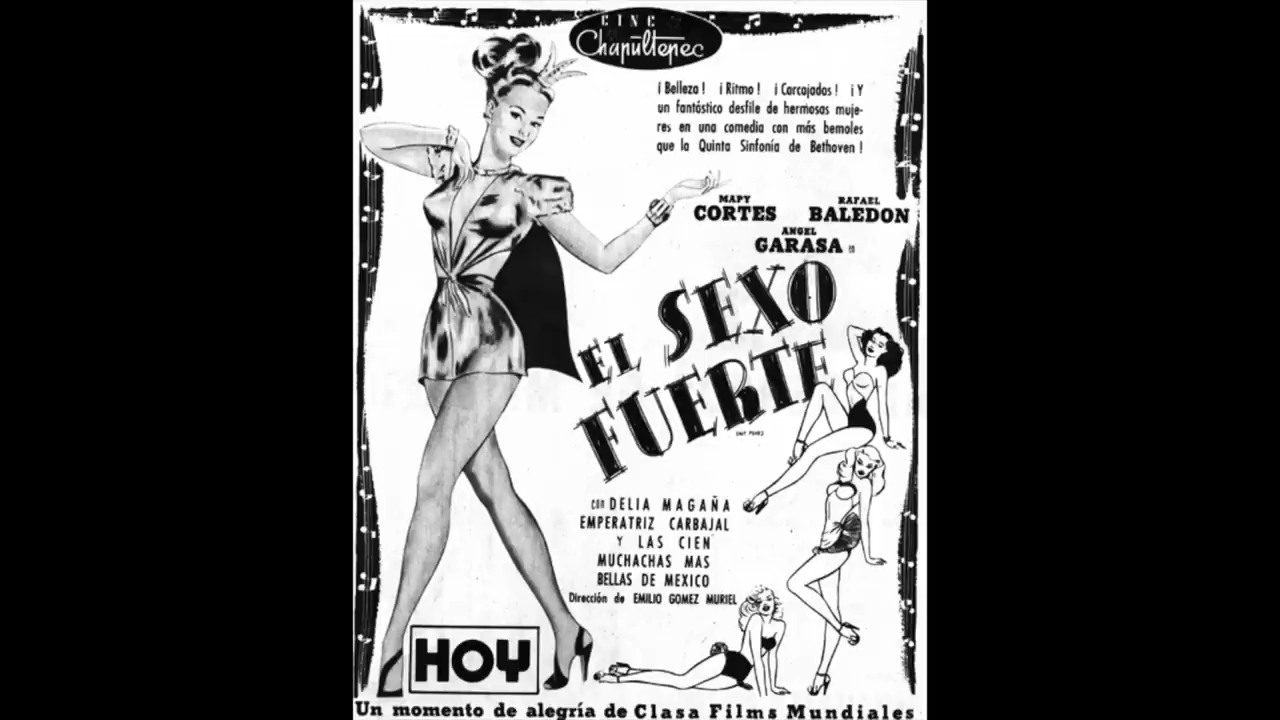 CINE
Chapultepec
¡Belleza! ¡Ritmo! ¡Carcajadas! ¡Y
un fantástico desfile de hermosas muje-
res en una comedia con más bemoles
que la Quinta Sinfonía de Bethoven!
MAPY
CORTES
RAFAEL
BALEDON
ANGEL
GARASA en
EL SEXO
FUERTE
con DELIA MAGAÑA
EMPERATRIZ CARBAJAL
Y LAS CIEN
MUCHACHAS MAS
BELLAS DE MEXICO
Dirección de EMILIO GOMEZ MURIEL
HOY
Un momento de alegría de Clasa Films Mundiales